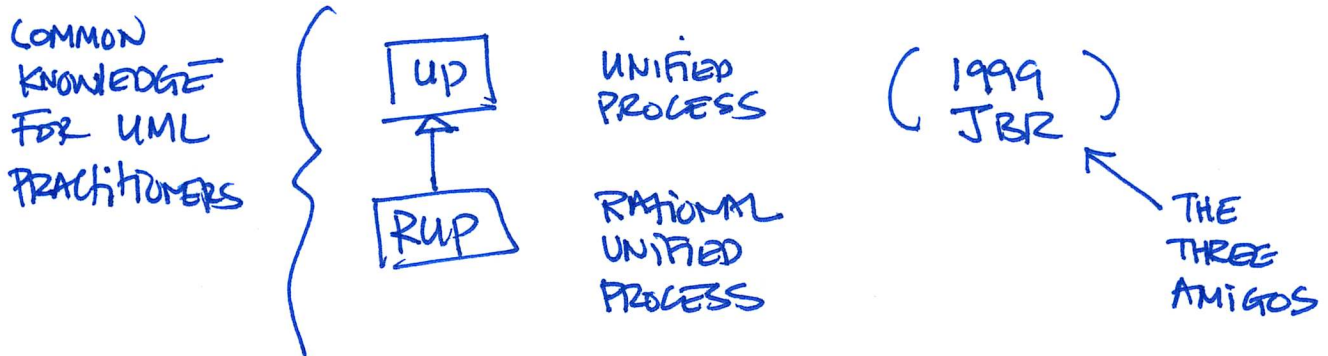 COMMON
KNOWLEDGE
FOR UML
PRACTITIONERS
UP
UNIFIED
PROCESS
( 1999
JBR )
RUP
RATIONAL
UNIFIED
PROCESS
THE
THREE
AMIGOS